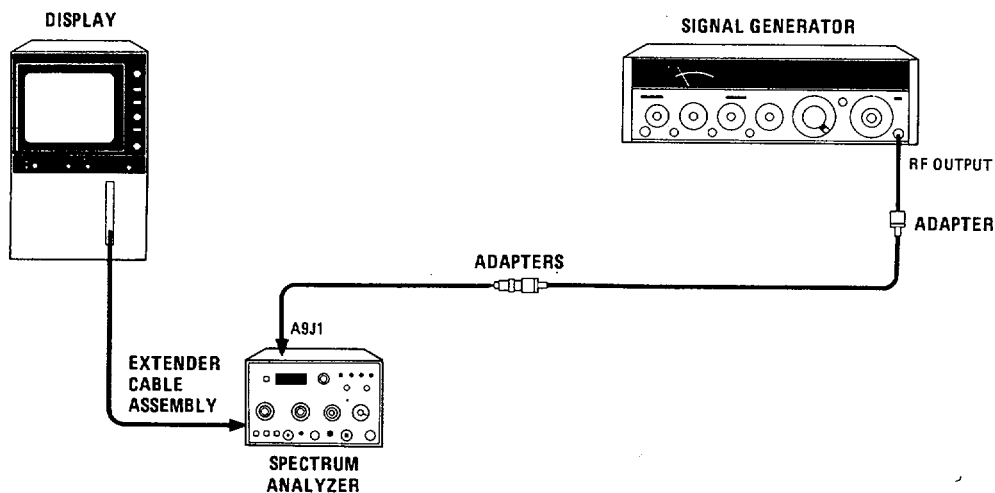 DISPLAY
SIGNAL GENERATOR
RF OUTPUT
ADAPTER
ADAPTERS
A9J1
EXTENDER
CABLE
ASSEMBLY
SPECTRUM
ANALYZER